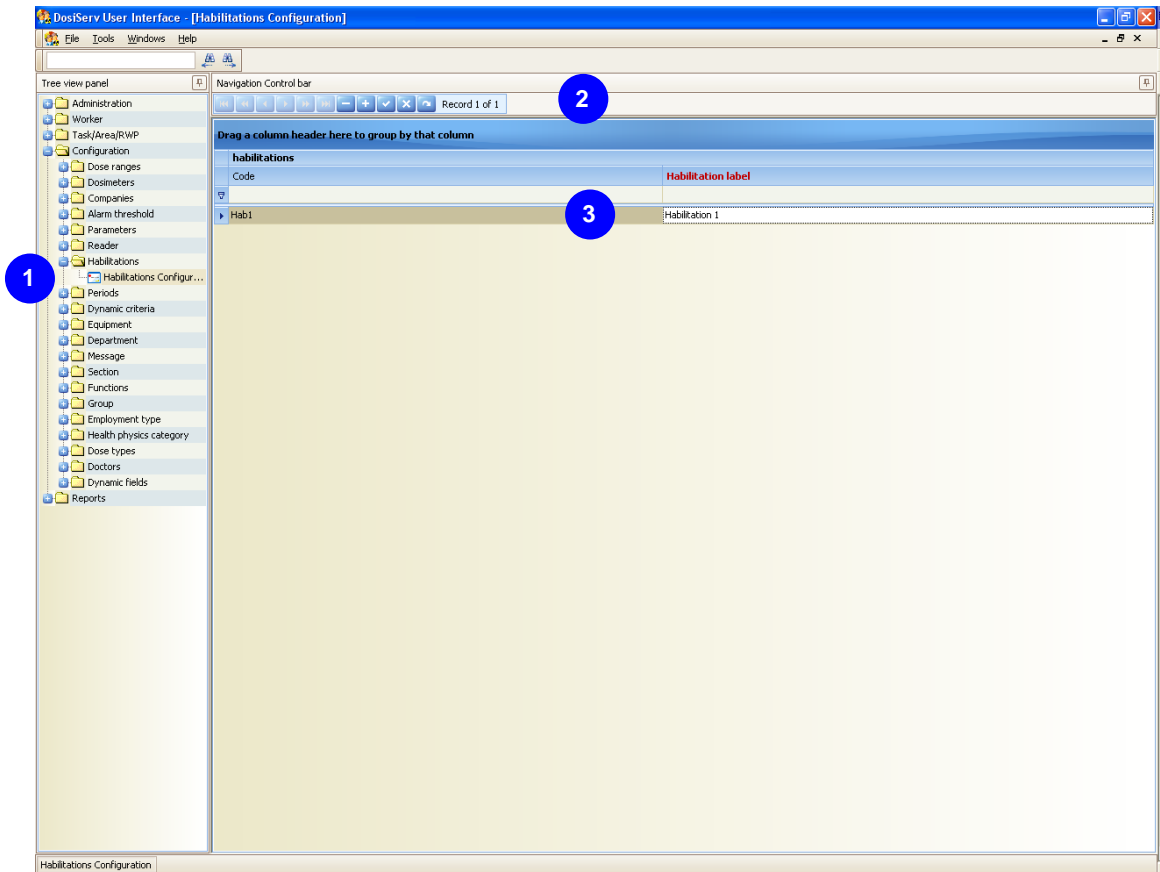 DosiServ User Interface - [Habilitations Configuration]
File Tools Windows Help
Tree view panel
Navigation Control bar
2
Record 1 of 1
Administration
Worker
Task/Area/RWP
Configuration
Dose ranges
Dosimeters
Companies
Alarm threshold
Parameters
Reader
Habilitations
1
Habilitations Configur...
Periods
Dynamic criteria
Equipment
Department
Message
Section
Functions
Group
Employment type
Health physics category
Dose types
Doctors
Dynamic fields
Reports
Drag a column header here to group by that column
habilitations
Code Habilitation label
Hab1 3 Habilitation 1
Habilitations Configuration